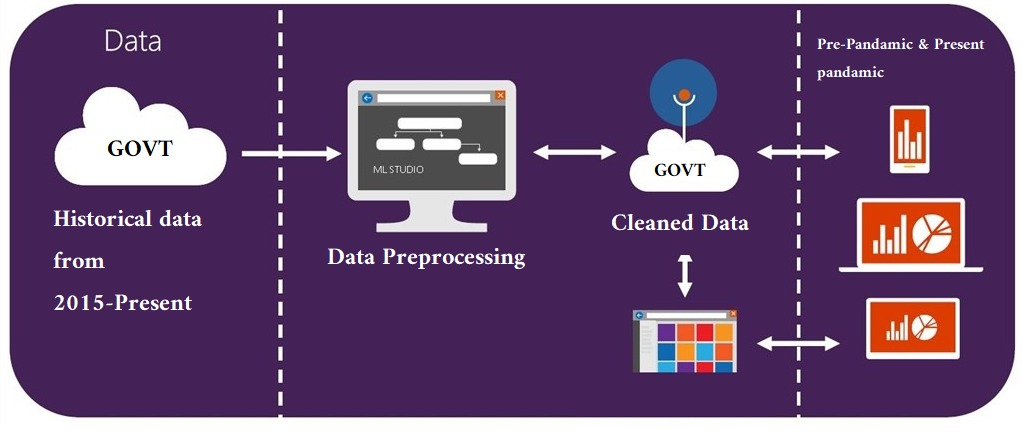 Data
GOVT
Historical data
from
2015-Present
ML STUDIO
Data Preprocessing
GOVT
Cleaned Data
Pre-Pandamic & Present
pandamic